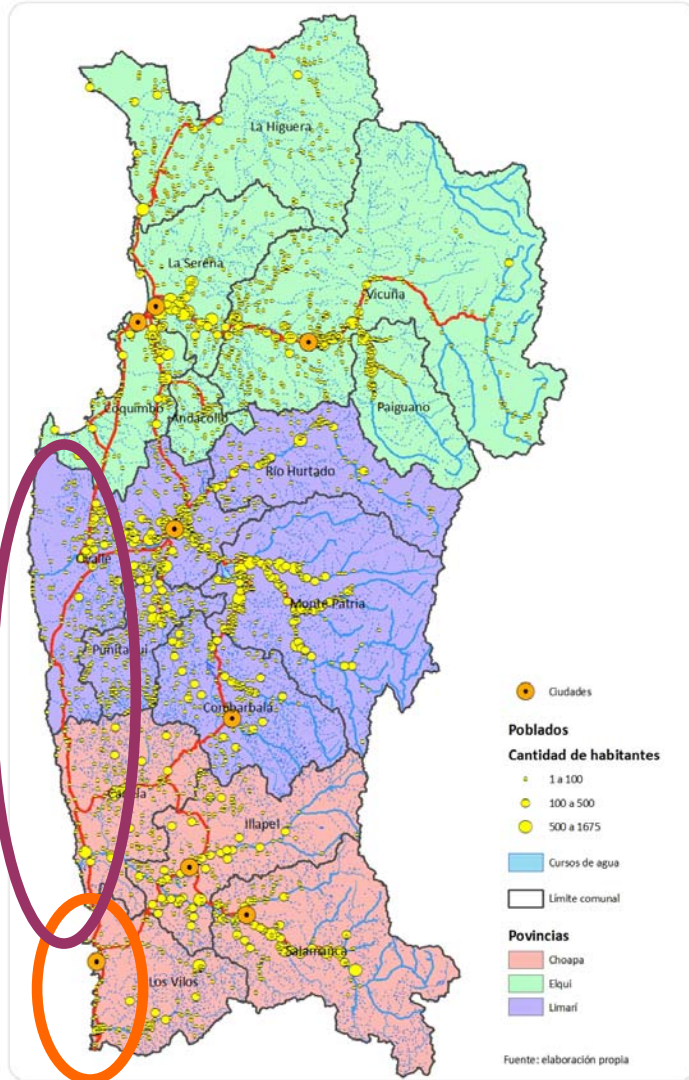 La Higuera
La Serena
Vicuña
Coquimbo
Andacollo
Paiguano
Río Hurtado
Ovalle
Monte Patria
Punitaqui
Combarbalá
Canela
Illapel
Salamanca
Los Vilos
Ciudades
Poblados
Cantidad de habitantes
1 a 100
100 a 500
500 a 1675
Cursos de agua
Límite comunal
Povincias
Choapa
Elqui
Limarí
Fuente: elaboración propia